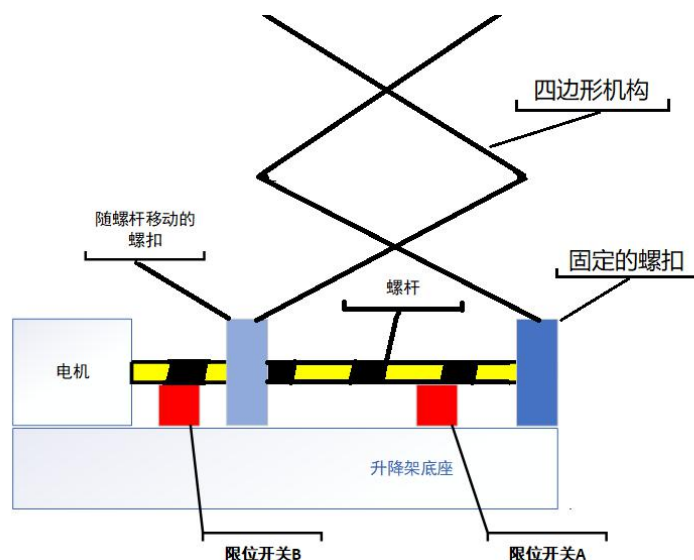 四边形机构
随螺杆移动的
螺扣
固定的螺扣
螺杆
电机
升降架底座
限位开关B
限位开关A